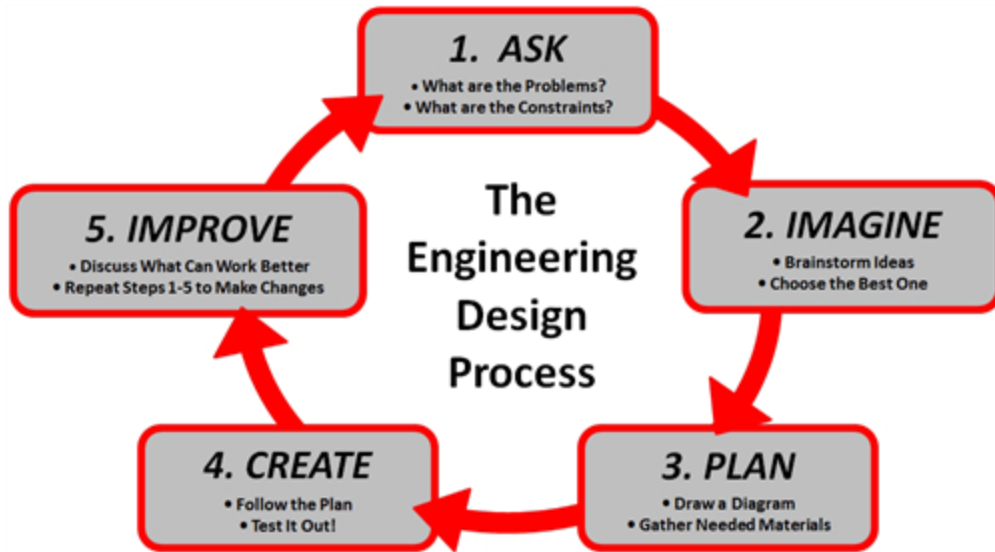 1. ASK
• What are the Problems?
• What are the Constraints?
The
Engineering
Design
Process
2. IMAGINE
• Brainstorm Ideas
• Choose the Best One
3. PLAN
• Draw a Diagram
• Gather Needed Materials
4. CREATE
• Follow the Plan
• Test It Out!
5. IMPROVE
• Discuss What Can Work Better
• Repeat Steps 1-5 to Make Changes